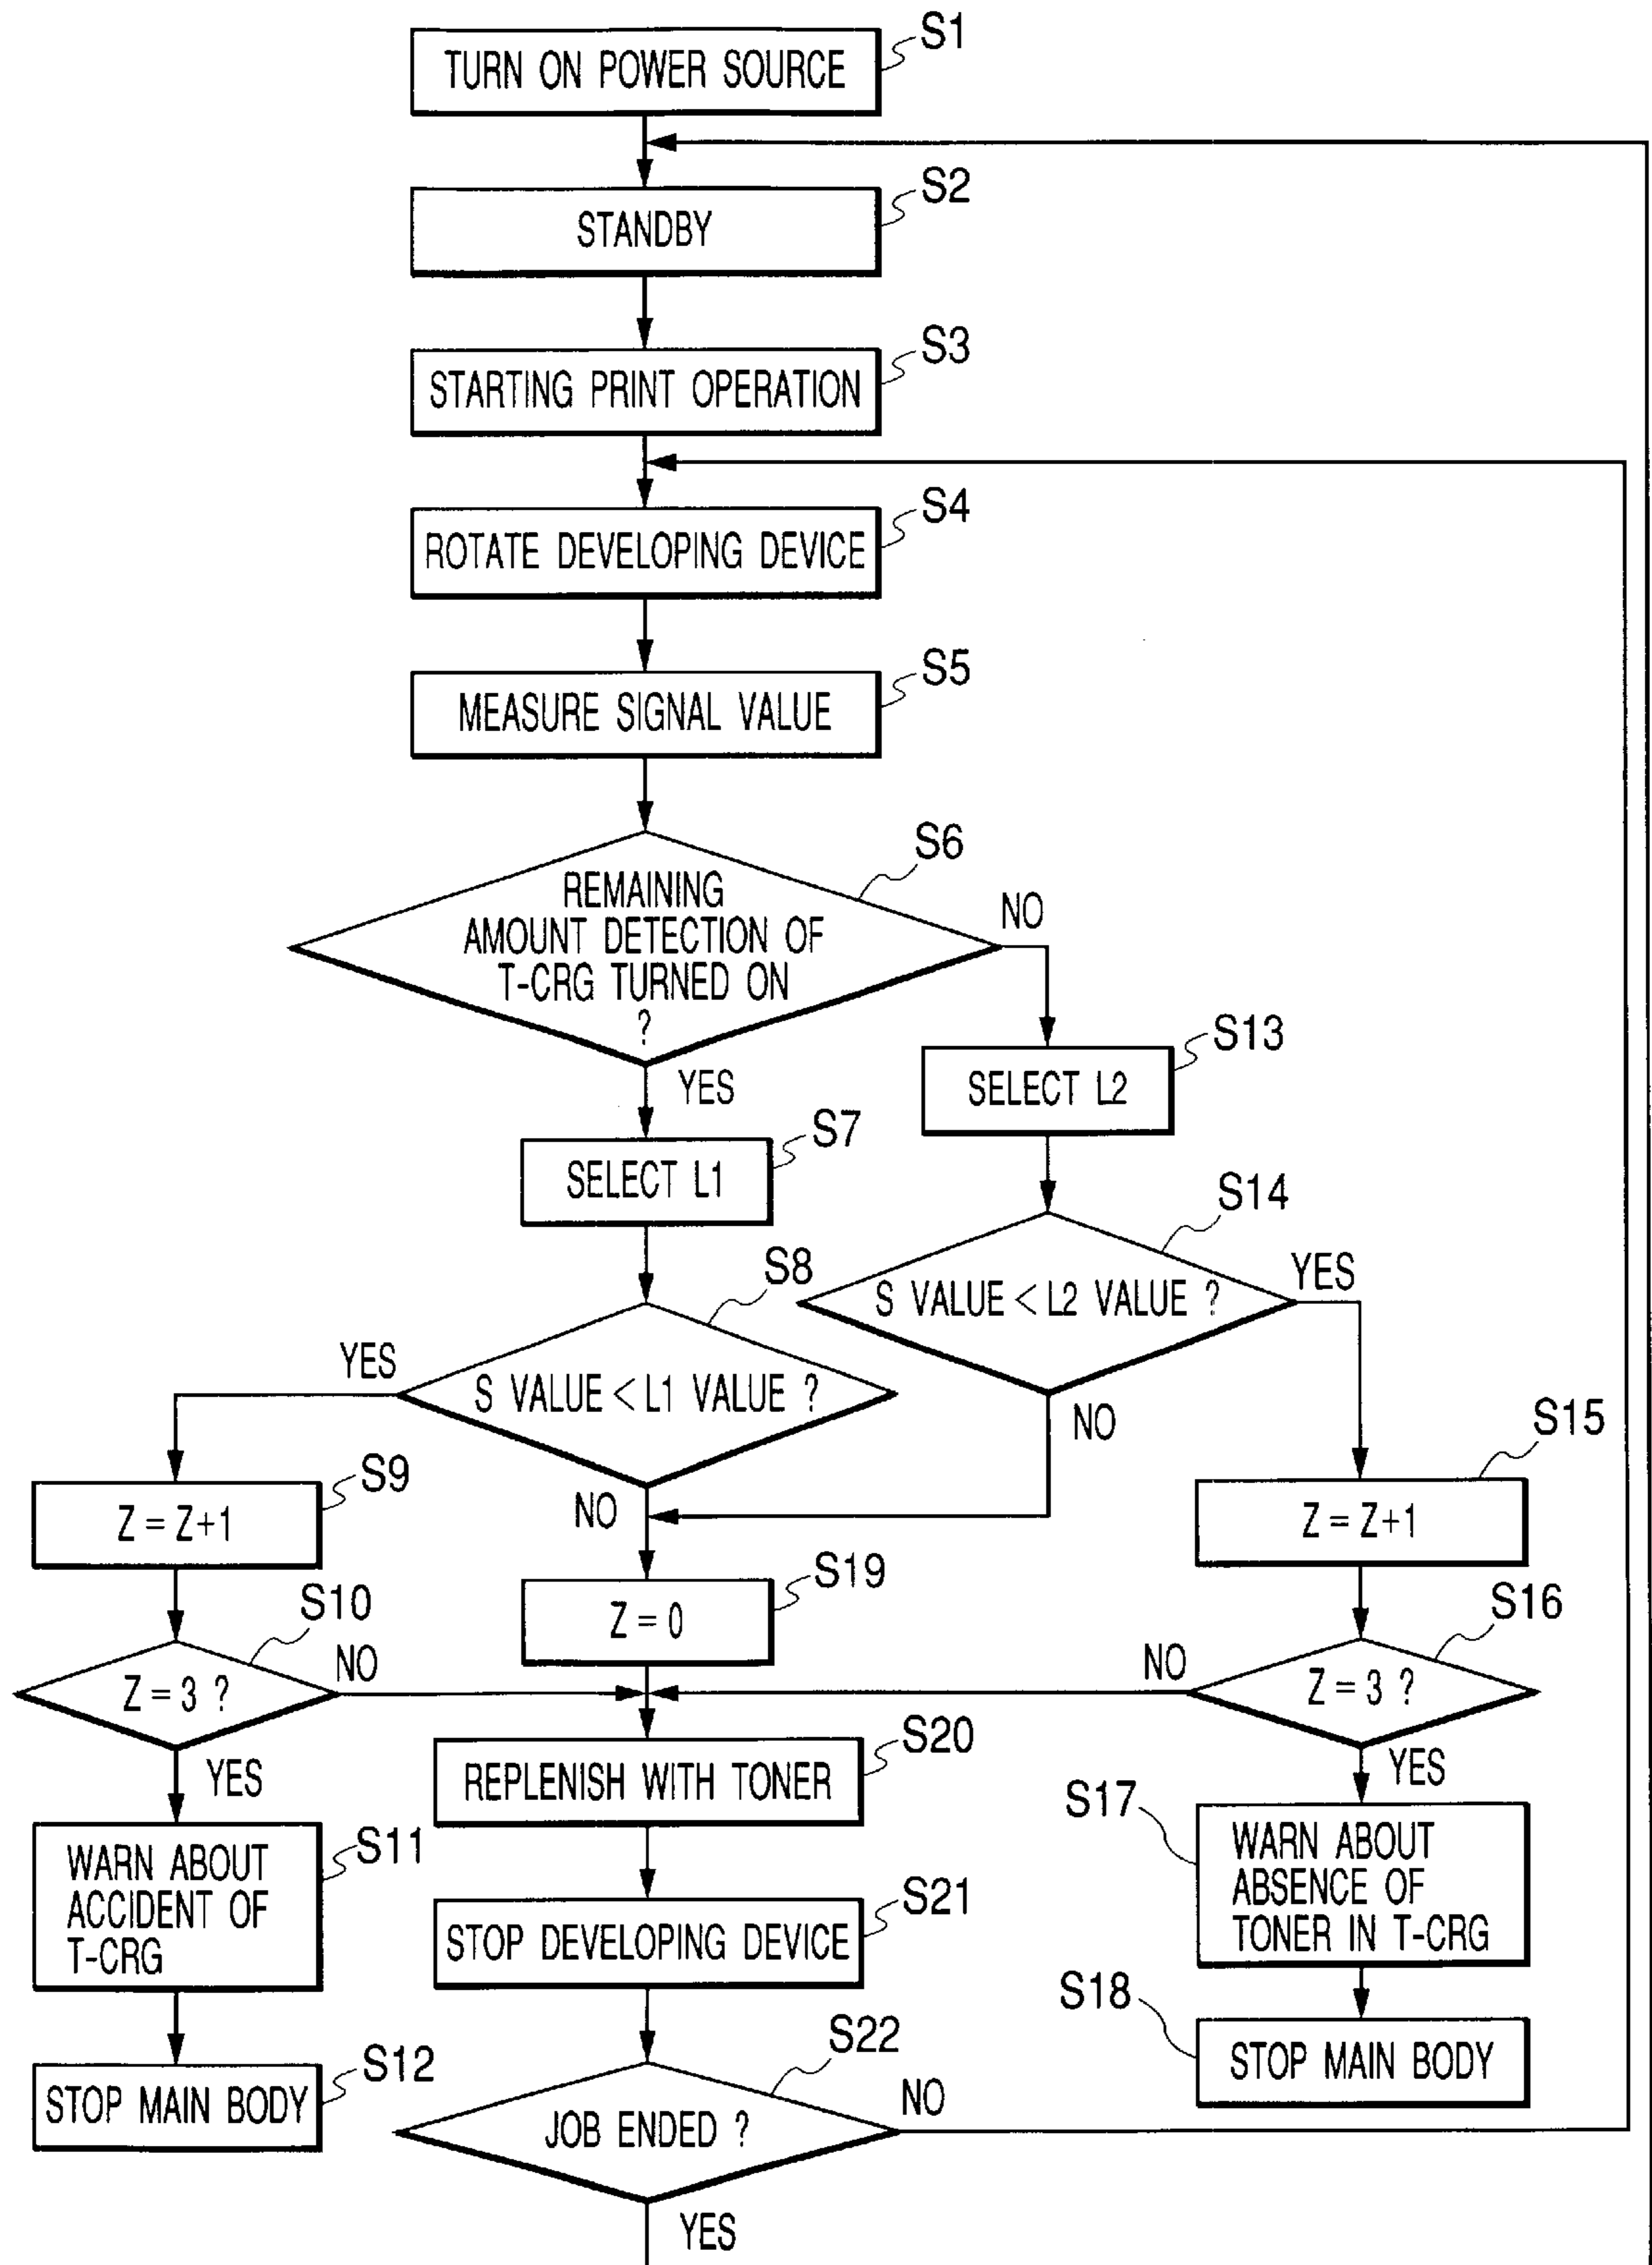 S1
TURN ON POWER SOURCE
S2
STANDBY
S3
STARTING PRINT OPERATION
S4
ROTATE DEVELOPING DEVICE
S5
MEASURE SIGNAL VALUE
S6
REMAINING
AMOUNT DETECTION OF
T-CRG TURNED ON
?
NO
YES
S13
SELECT L2
S7
SELECT L1
S14
S VALUE < L2 VALUE ?
YES
NO
S8
S VALUE < L1 VALUE ?
YES
NO
S9
Z = Z+1
S15
Z = Z+1
S10
Z = 3 ?
NO
YES
S19
Z = 0
S16
Z = 3 ?
NO
YES
S20
REPLENISH WITH TONER
S11
WARN ABOUT
ACCIDENT OF
T-CRG
S17
WARN ABOUT
ABSENCE OF
TONER IN T-CRG
S21
STOP DEVELOPING DEVICE
S12
STOP MAIN BODY
S18
STOP MAIN BODY
S22
JOB ENDED ?
NO
YES